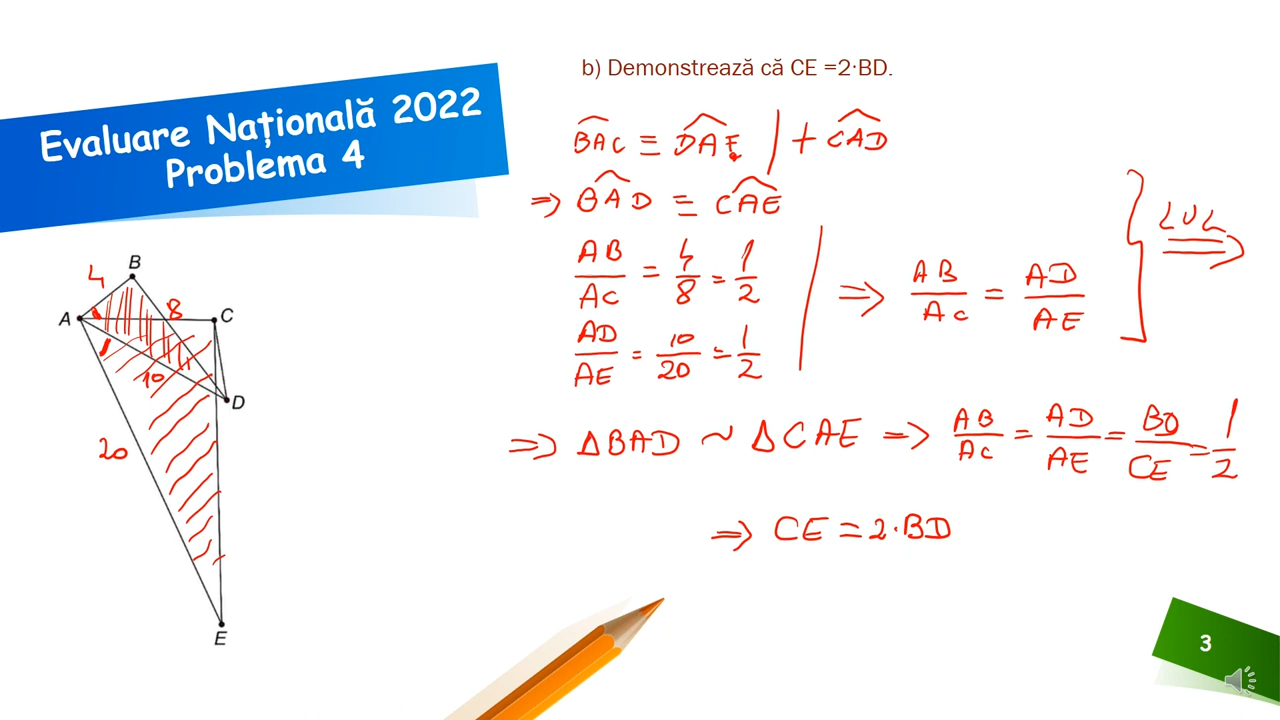 b) Demonstrează că CE =2·BD.
Evaluare Națională 2022
Problema 4
BAC ≡ DAE | + CAD
⇒ BAD ≡ CAE
AB/AC = 4/8 = 1/2
AD/AE = 10/20 = 1/2
⇒ AB/AC = AD/AE
LUL ⇒
⇒ ΔBAD ~ ΔCAE ⇒ AB/AC = AD/AE = BD/CE = 1/2
⇒ CE = 2·BD
4
B
A
8
C
10
D
20
E
3